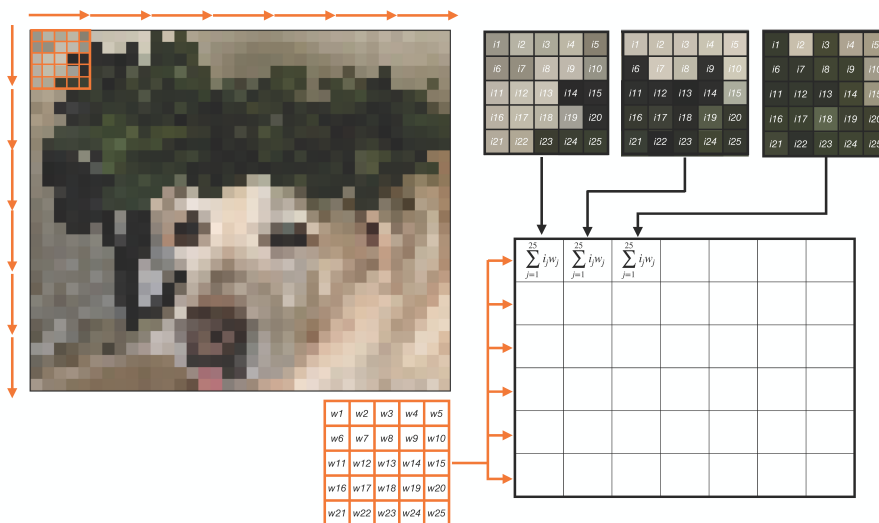 i1 i2 i3 i4 i5
i6 i7 i8 i9 i10
i11 i12 i13 i14 i15
i16 i17 i18 i19 i20
i21 i22 i23 i24 i25
i1 i2 i3 i4 i5
i6 i7 i8 i9 i10
i11 i12 i13 i14 i15
i16 i17 i18 i19 i20
i21 i22 i23 i24 i25
i1 i2 i3 i4 i5
i6 i7 i8 i9 i10
i11 i12 i13 i14 i15
i16 i17 i18 i19 i20
i21 i22 i23 i24 i25
25 25 25
∑ i_j w_j ∑ i_j w_j ∑ i_j w_j
j=1 j=1 j=1
w1 w2 w3 w4 w5
w6 w7 w8 w9 w10
w11 w12 w13 w14 w15
w16 w17 w18 w19 w20
w21 w22 w23 w24 w25